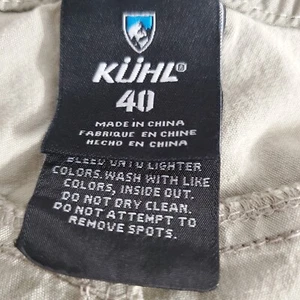 KÜHL®
40
MADE IN CHINA
FABRIQUE EN CHINE
HECHO EN CHINA
BLEED ONTO LIGHTER
COLORS. WASH WITH LIKE
COLORS, INSIDE OUT.
DO NOT DRY CLEAN.
DO NOT ATTEMPT TO
REMOVE SPOTS.